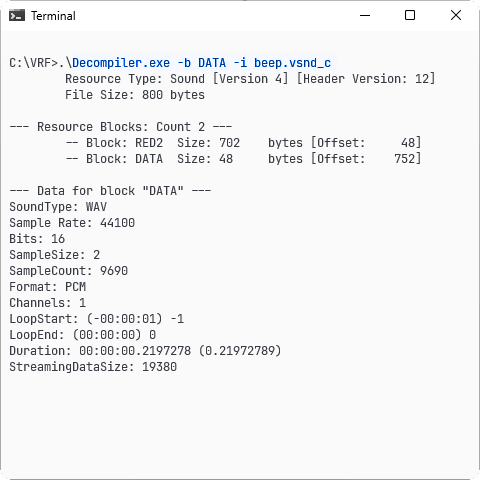 Terminal
C:\VRF>.\Decompiler.exe -b DATA -i beep.vsnd_c
Resource Type: Sound [Version 4] [Header Version: 12]
File Size: 800 bytes
--- Resource Blocks: Count 2 ---
-- Block: RED2  Size: 702    bytes [Offset:     48]
-- Block: DATA  Size: 48     bytes [Offset:    752]
--- Data for block "DATA" ---
SoundType: WAV
Sample Rate: 44100
Bits: 16
SampleSize: 2
SampleCount: 9690
Format: PCM
Channels: 1
LoopStart: (-00:00:01) -1
LoopEnd: (00:00:00) 0
Duration: 00:00:00.2197278 (0.21972789)
StreamingDataSize: 19380